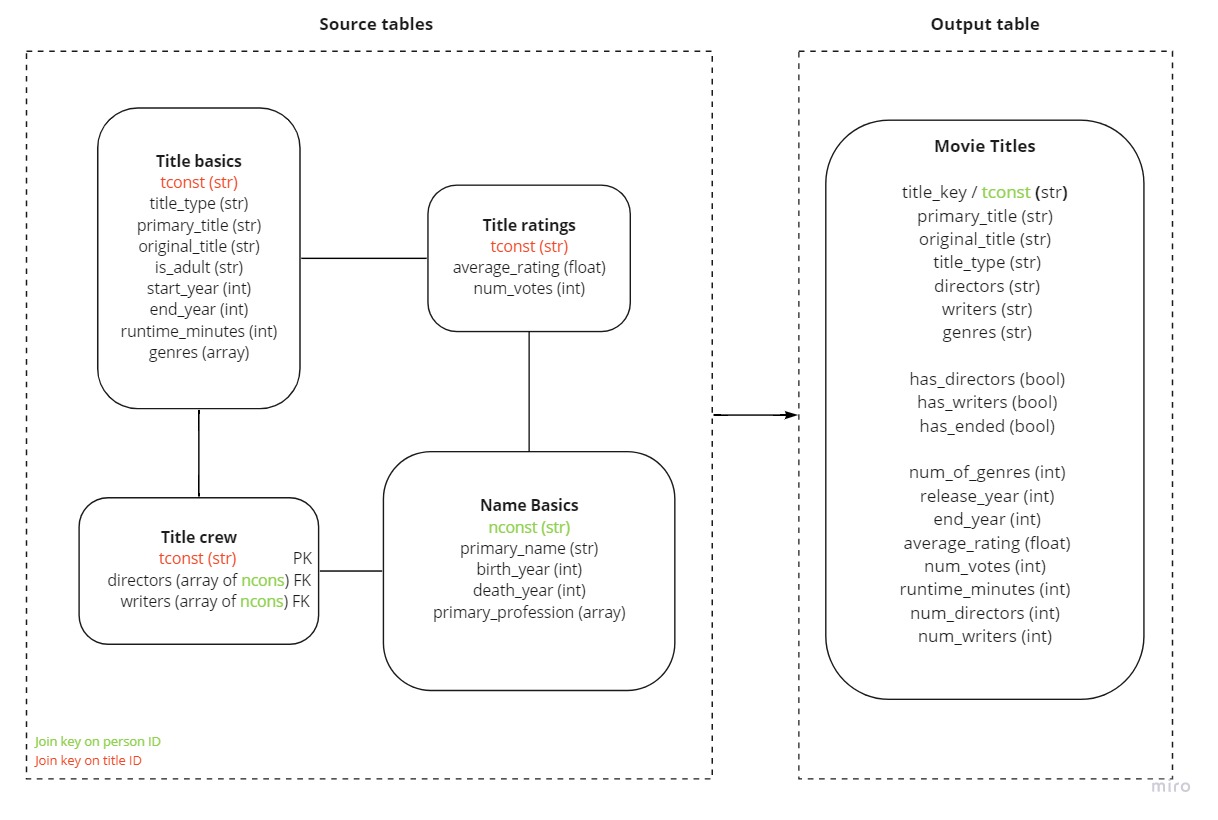 Source tables
Output table
Title basics
tconst (str)
title_type (str)
primary_title (str)
original_title (str)
is_adult (str)
start_year (int)
end_year (int)
runtime_minutes (int)
genres (array)
Title ratings
tconst (str)
average_rating (float)
num_votes (int)
Title crew
tconst (str) PK
directors (array of ncons) FK
writers (array of ncons) FK
Name Basics
nconst (str)
primary_name (str)
birth_year (int)
death_year (int)
primary_profession (array)
Join key on person ID
Join key on title ID
Movie Titles
title_key / tconst (str)
primary_title (str)
original_title (str)
title_type (str)
directors (str)
writers (str)
genres (str)
has_directors (bool)
has_writers (bool)
has_ended (bool)
num_of_genres (int)
release_year (int)
end_year (int)
average_rating (float)
num_votes (int)
runtime_minutes (int)
num_directors (int)
num_writers (int)
miro